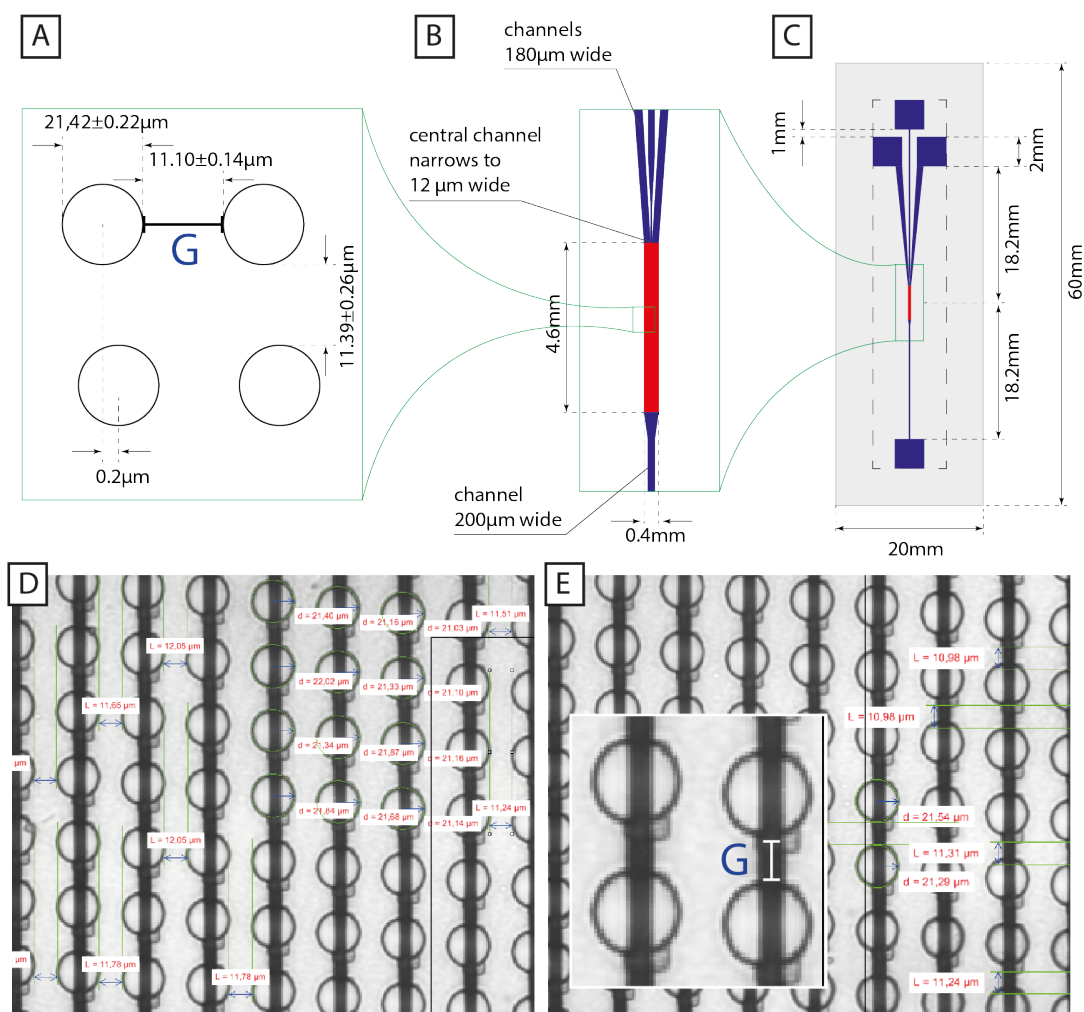 A
B
C
channels
180µm wide
21,42±0.22µm
11.10±0.14µm
central channel
narrows to
12 µm wide
1mm
2mm
G
11.39±0.26µm
18.2mm
60mm
4.6mm
18.2mm
0.2µm
channel
200µm wide
0.4mm
20mm
D
E
L = 11,51 µm
d = 21,40 µm
d = 21,16 µm
d = 21.03 µm
L = 12,05 µm
d = 22,02 µm
d = 21,33 µm
d = 21,10 µm
L = 11,65 µm
d = 21,34 µm
d = 21,87 µm
d = 21,16 µm
µm
d = 21,84 µm
d = 21,68 µm
d = 21,14 µm
L = 11,24 µm
L = 12,05 µm
µm
L = 11,78 µm
L = 11,78 µm
L = 10,98 µm
L = 10,98 µm
d = 21,54 µm
G
L = 11,31 µm
d = 21,29 µm
L = 11,24 µm